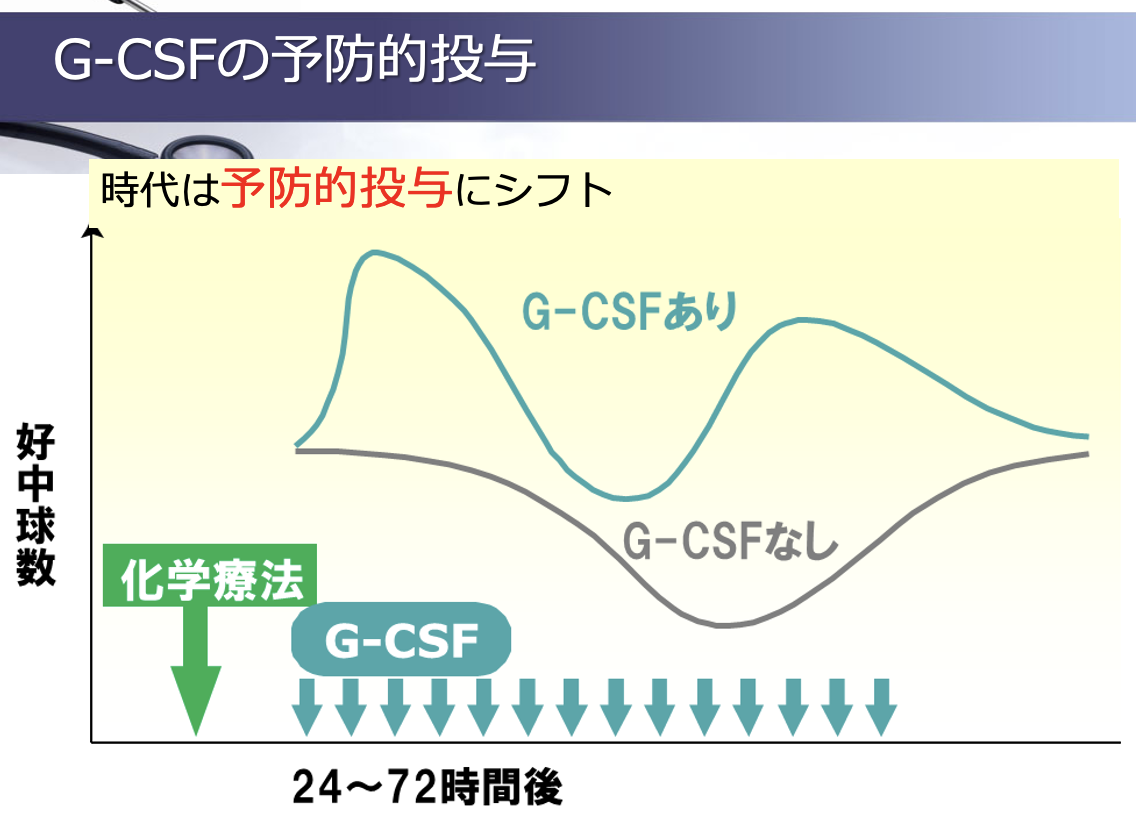 G-CSFの予防的投与
時代は予防的投与にシフト
G-CSFあり
好中球数
G-CSFなし
化学療法
G-CSF
24～72時間後